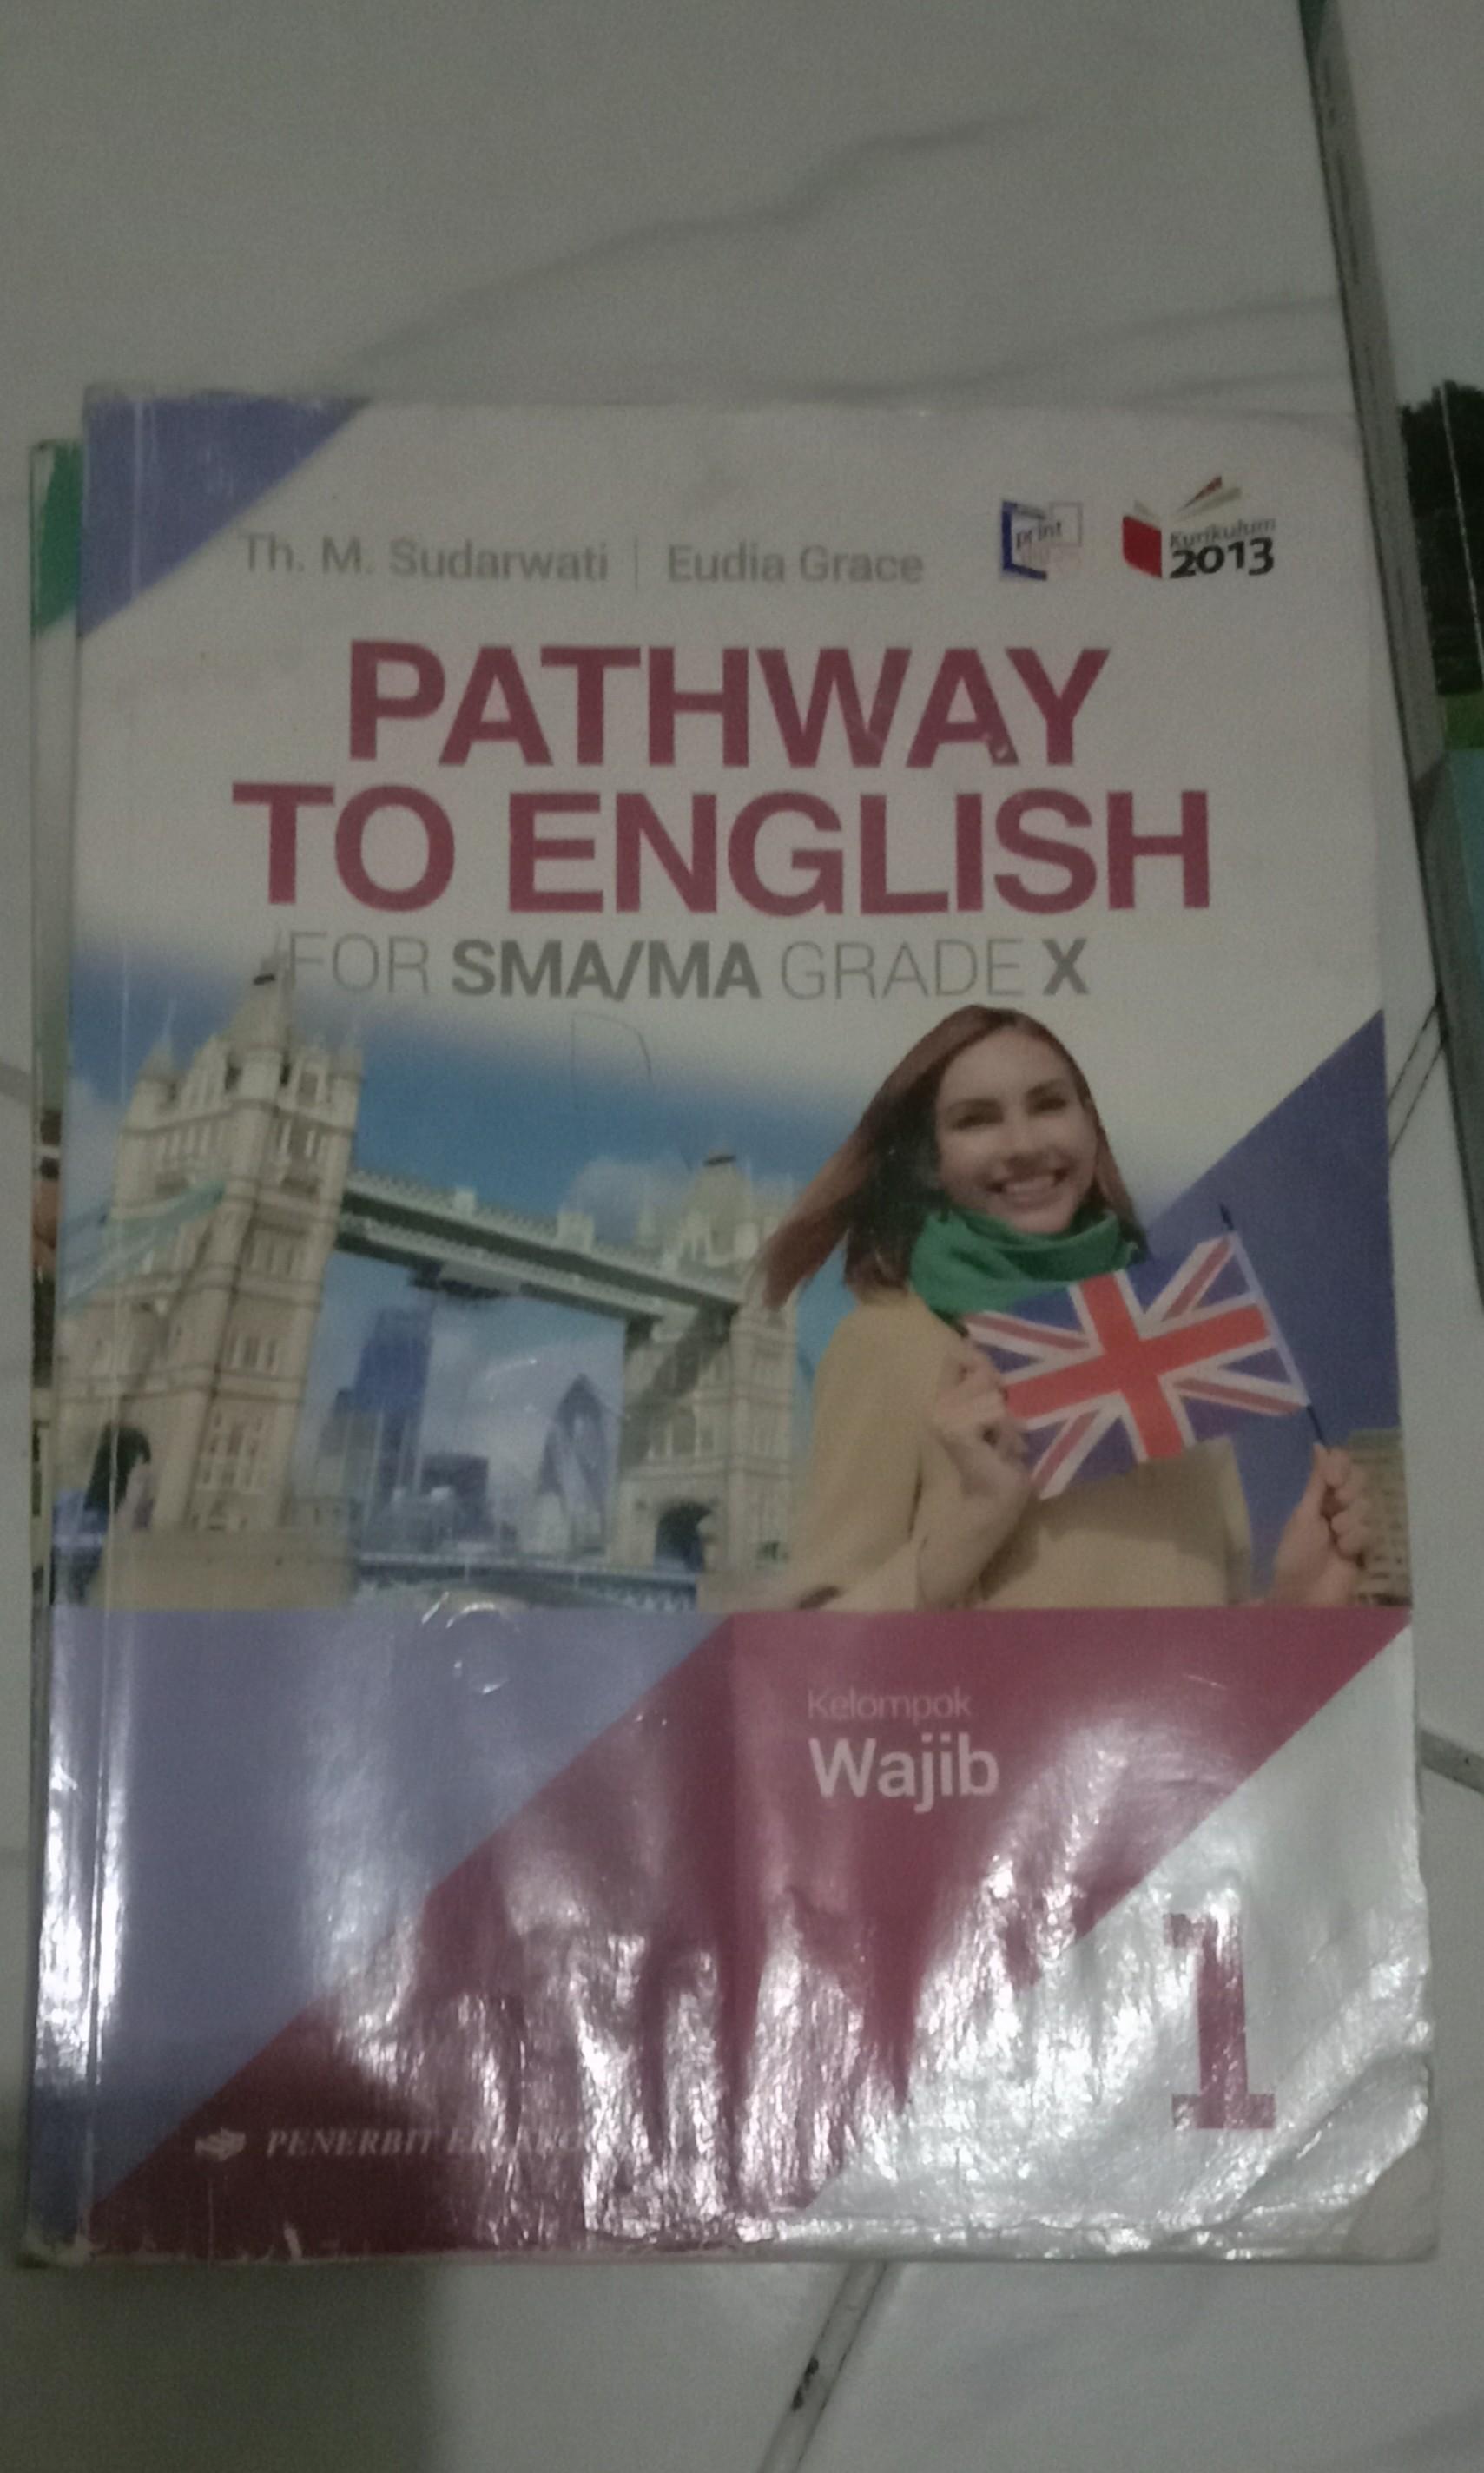 Th. M. Sudarwati | Eudia Grace
print
Kurikulum
2013
PATHWAY
TO ENGLISH
FOR SMA/MA GRADE X
Kelompok
Wajib
1
PENERBIT